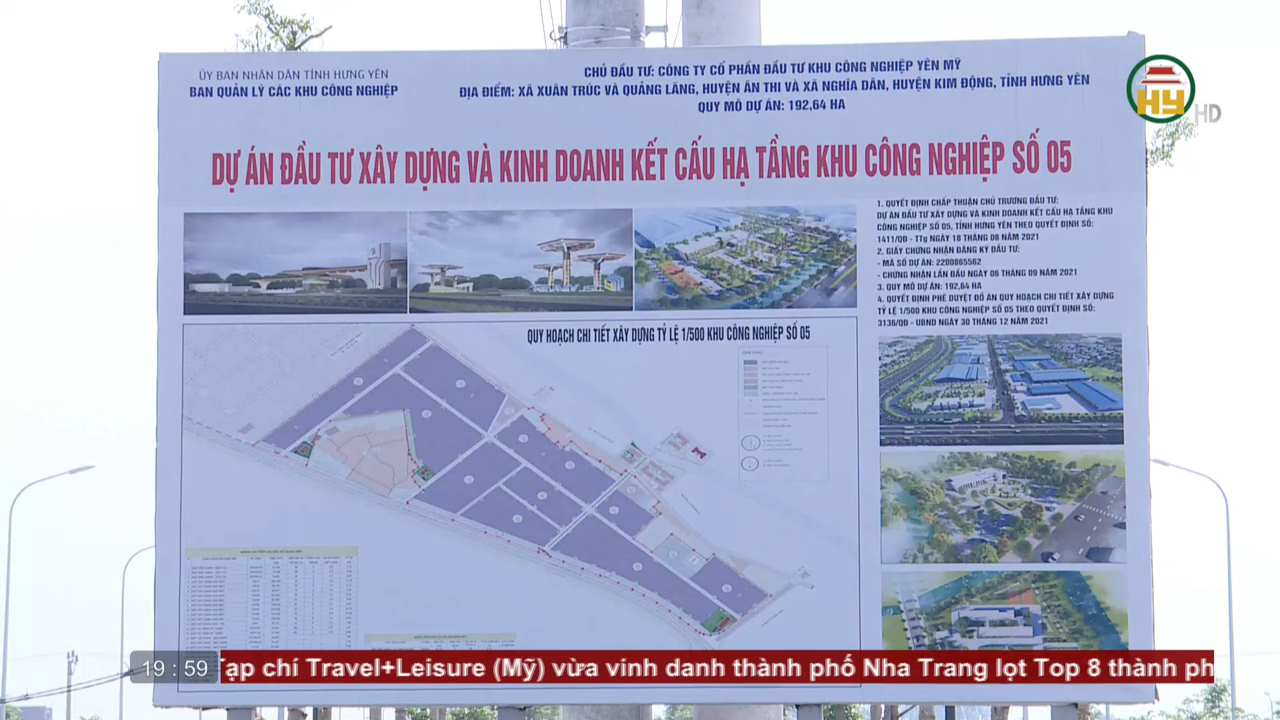 ỦY BAN NHÂN DÂN TỈNH HƯNG YÊN
BAN QUẢN LÝ CÁC KHU CÔNG NGHIỆP
CHỦ ĐẦU TƯ: CÔNG TY CỔ PHẦN ĐẦU TƯ KHU CÔNG NGHIỆP YÊN MỸ
ĐỊA ĐIỂM: XÃ XUÂN TRÚC VÀ QUẢNG LÃNG, HUYỆN ÂN THI VÀ XÃ NGHĨA DÂN, HUYỆN KIM ĐỘNG, TỈNH HƯNG YÊN
QUY MÔ DỰ ÁN: 192,64 HA
HY HD
DỰ ÁN ĐẦU TƯ XÂY DỰNG VÀ KINH DOANH KẾT CẤU HẠ TẦNG KHU CÔNG NGHIỆP SỐ 05
1. QUYẾT ĐỊNH CHẤP THUẬN CHỦ TRƯƠNG ĐẦU TƯ:
DỰ ÁN ĐẦU TƯ XÂY DỰNG VÀ KINH DOANH KẾT CẤU HẠ TẦNG KHU
CÔNG NGHIỆP SỐ 05, TỈNH HƯNG YÊN THEO QUYẾT ĐỊNH SỐ:
1411/QĐ - TTg NGÀY 18 THÁNG 08 NĂM 2021
2. GIẤY CHỨNG NHẬN ĐĂNG KÝ ĐẦU TƯ:
- MÃ SỐ DỰ ÁN: 2200865562
- CHỨNG NHẬN LẦN ĐẦU NGÀY 06 THÁNG 09 NĂM 2021
3. QUY MÔ DỰ ÁN: 192,64 HA
4. QUYẾT ĐỊNH PHÊ DUYỆT ĐỒ ÁN QUY HOẠCH CHI TIẾT XÂY DỰNG
TỶ LỆ 1/500 KHU CÔNG NGHIỆP SỐ 05 THEO QUYẾT ĐỊNH SỐ:
3136/QĐ - UBND NGÀY 30 THÁNG 12 NĂM 2021
QUY HOẠCH CHI TIẾT XÂY DỰNG TỶ LỆ 1/500 KHU CÔNG NGHIỆP SỐ 05
19 : 59 Tạp chí Travel+Leisure (Mỹ) vừa vinh danh thành phố Nha Trang lọt Top 8 thành ph